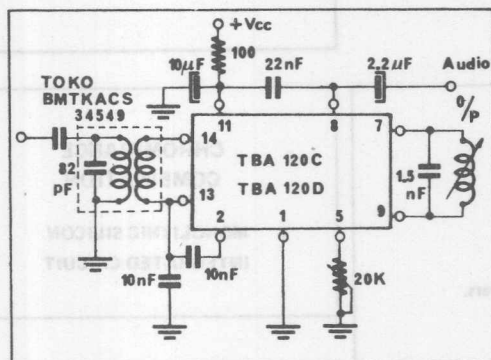 +Vcc
10µF
100
22nF
2,2µF
Audio
O/P
TOKO
BMTKACS
34549
82
pF
14
13
11
8
7
9
TBA 120C
TBA 120D
1,5
nF
2
1
5
10nF
10nF
20K